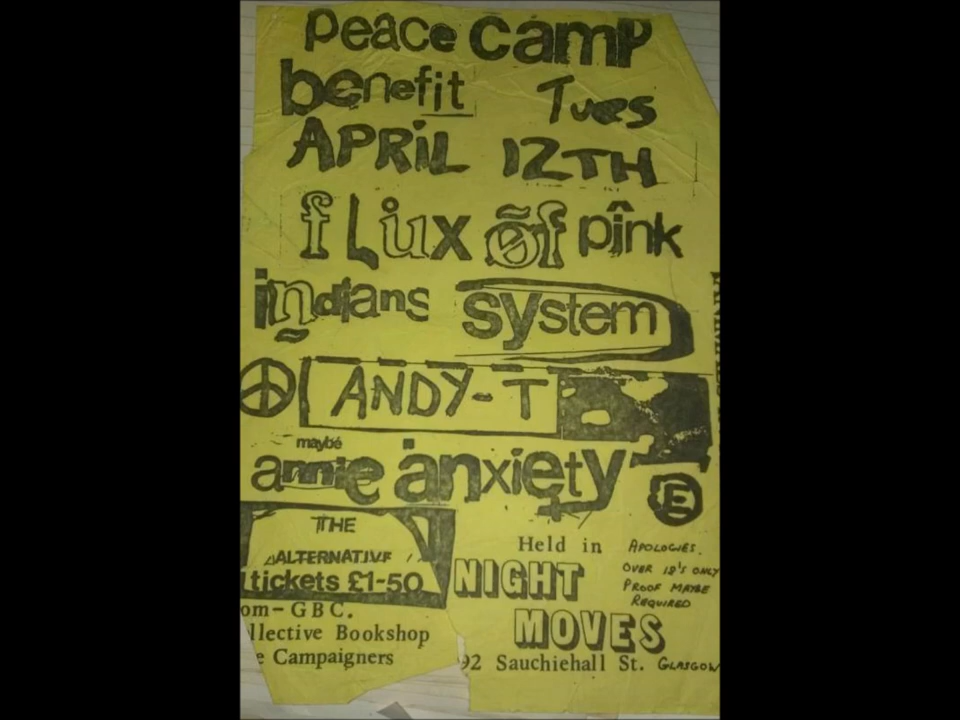 peace camp
benefit Tues
APRIL 12TH
flux of pink
indians system
ANDY-T
maybé
annie anxiety
E
THE
ALTERNATIVE
tickets £1-50
om-GBC.
llective Bookshop
e Campaigners
Held in
NIGHT
MOVES
92 Sauchiehall St. GLASGOW
APOLOGIES.
OVER 18'S ONLY
PROOF MAYBE
REQUIRED